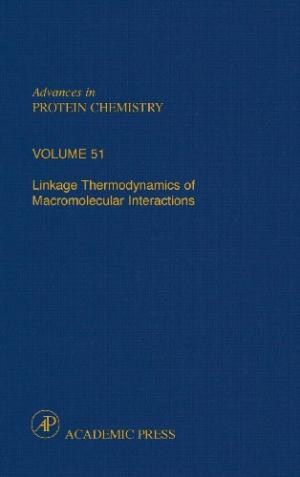 Advances in
PROTEIN CHEMISTRY
VOLUME 51
Linkage Thermodynamics of
Macromolecular Interactions
AP
ACADEMIC PRESS